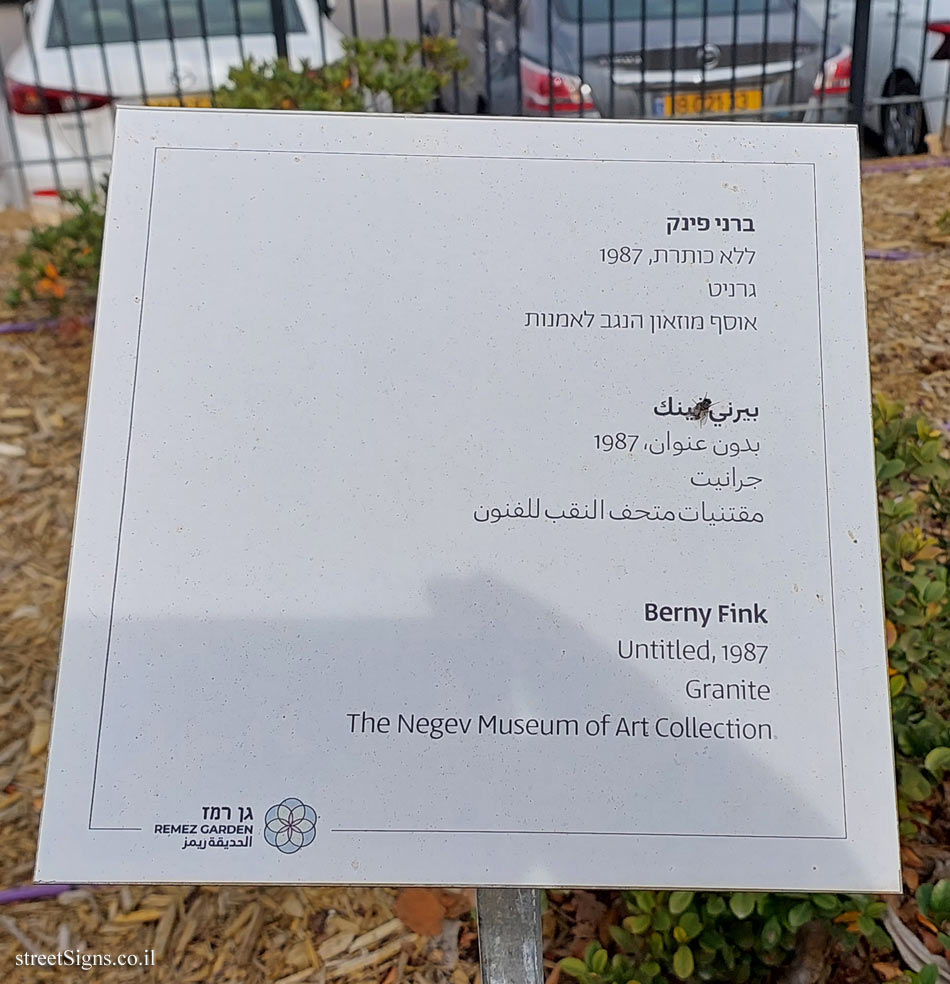 ברני פינק
ללא כותרת, 1987
גרניט
אוסף מוזאון הנגב לאמנות
بيرني
بدون عنوان، 1987
جرانيت
مقتنيات متحف النقب للفنون
Berny Fink
Untitled, 1987
Granite
The Negev Museum of Art Collection
גן רמז
REMEZ GARDEN
الحديقة ريمز
streetSigns.co.il